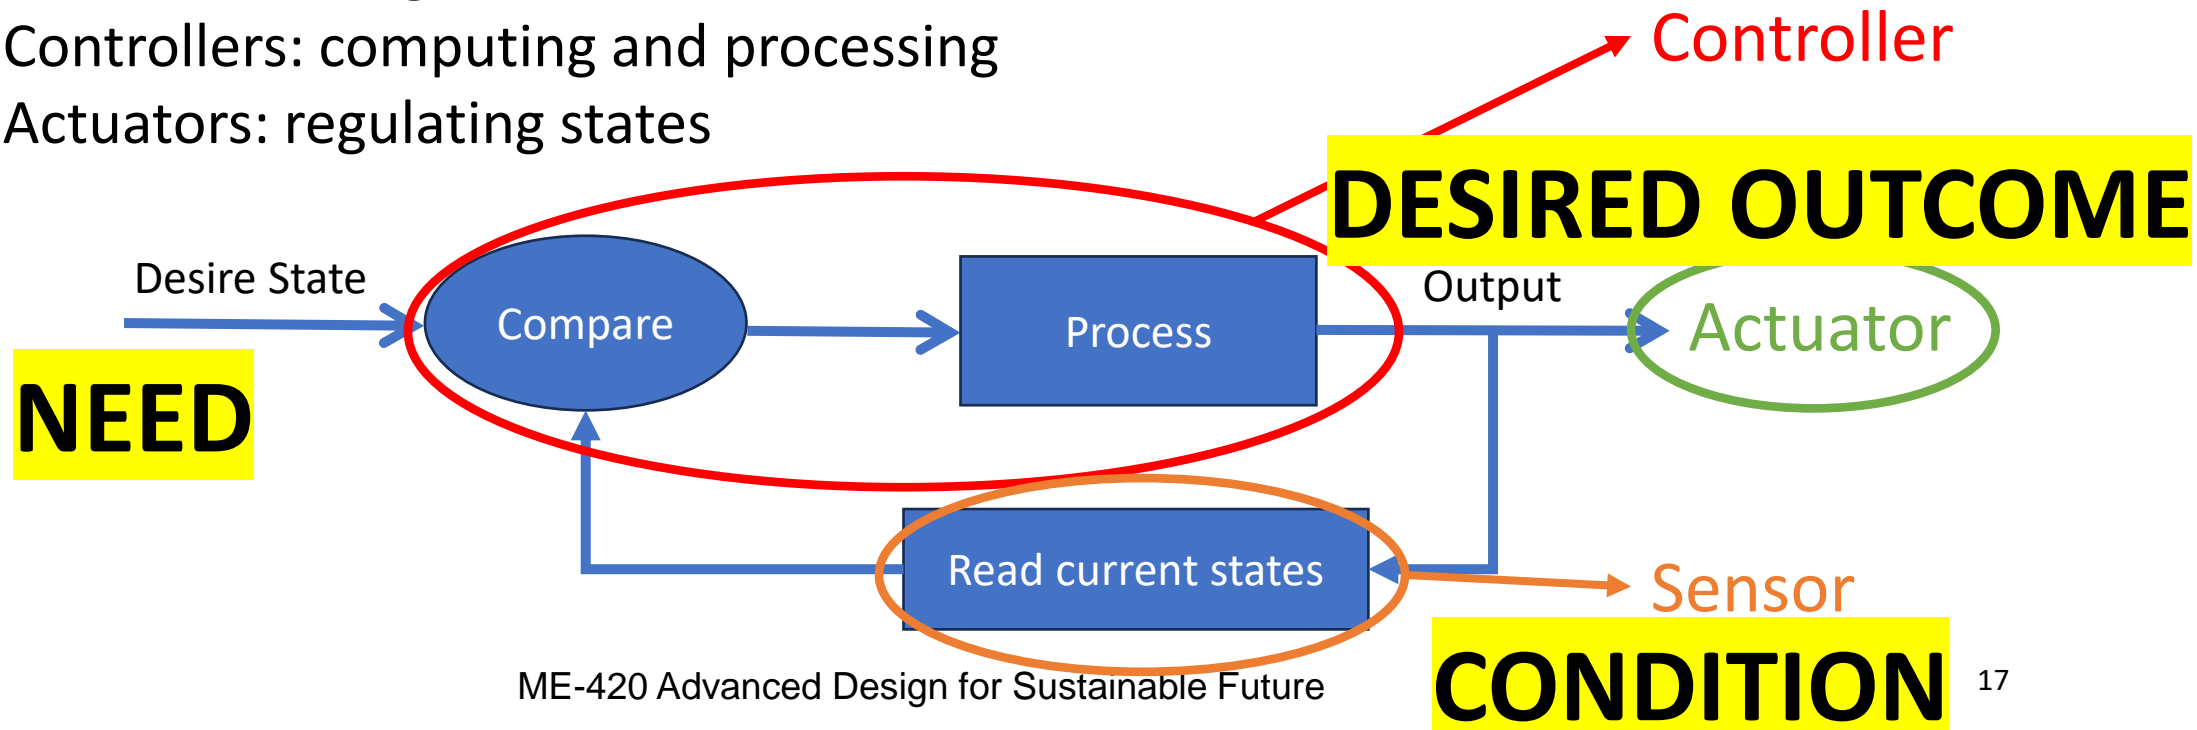 Controllers: computing and processing
Actuators: regulating states
Controller
DESIRED OUTCOME
Desire State
Compare
Process
Output
Actuator
NEED
Read current states
Sensor
CONDITION
ME-420 Advanced Design for Sustainable Future
17